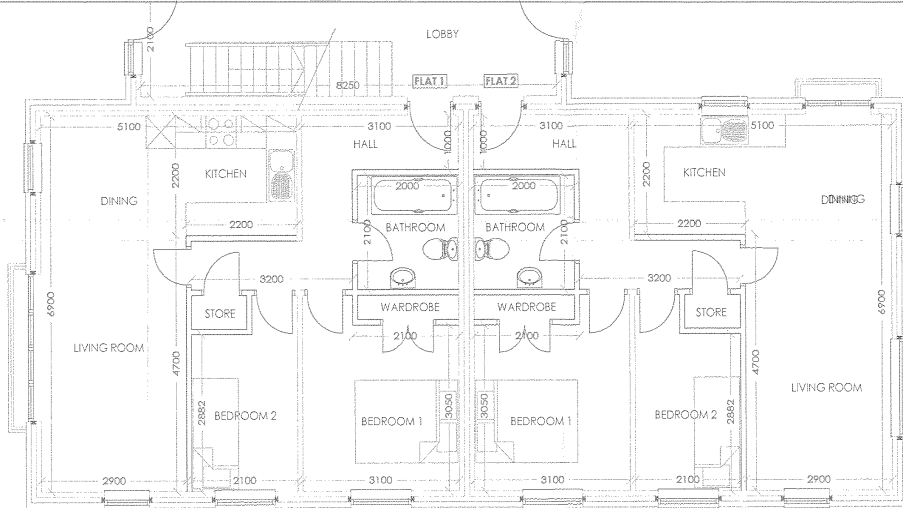 LOBBY
2100
8250
FLAT 1 FLAT 2
5100 3100 3100 5100
HALL 1000 1000 HALL
2200 KITCHEN 2000 2000 2200 KITCHEN
DINING DINING
2200 BATHROOM BATHROOM 2200
2100 2100
3200 3200
6900 STORE WARDROBE WARDROBE STORE 6900
2100 2100
LIVING ROOM 4700 4700 LIVING ROOM
2882 BEDROOM 2 BEDROOM 1 3050 3050 BEDROOM 1 BEDROOM 2 2882
2900 2100 3100 3100 2100 2900